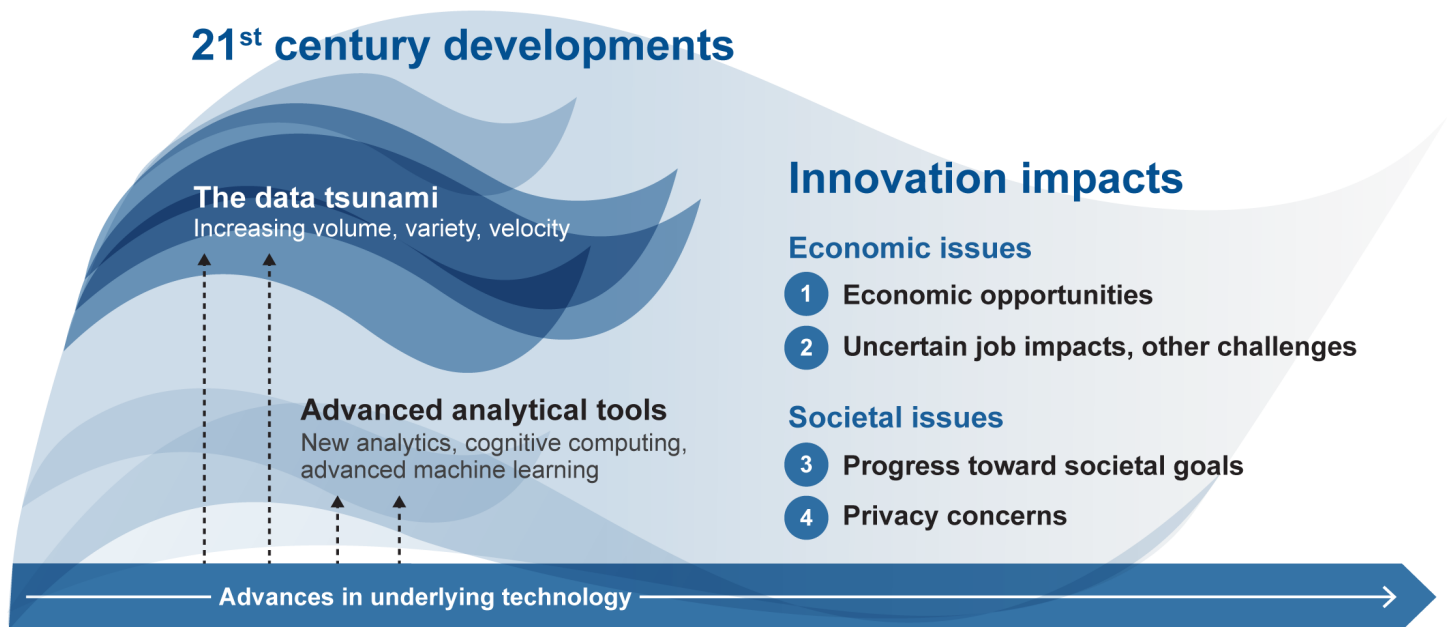 21st century developments
The data tsunami
Increasing volume, variety, velocity
Advanced analytical tools
New analytics, cognitive computing,
advanced machine learning
Innovation impacts
Economic issues
1 Economic opportunities
2 Uncertain job impacts, other challenges
Societal issues
3 Progress toward societal goals
4 Privacy concerns
Advances in underlying technology